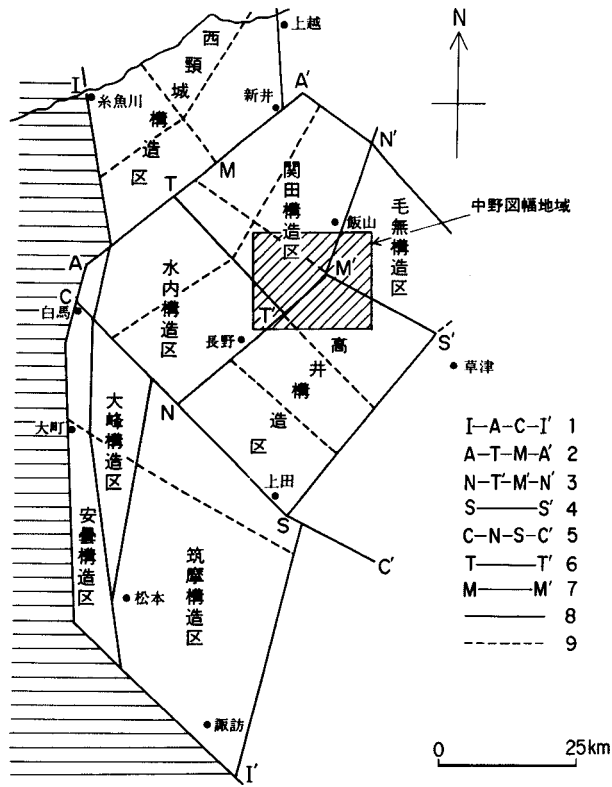 N
上越
西頸城構造区
I
糸魚川
新井
A'
N'
M
T
関田構造区
毛無構造区
中野図幅地域
飯山
A
水内構造区
M'
C
白馬
T'
S'
長野
高井構造区
草津
N
大峰構造区
大町
上田
S
安曇構造区
筑摩構造区
C'
松本
諏訪
I'
I—A—C—I' 1
A—T—M—A' 2
N—T'—M'—N' 3
S———S' 4
C—N—S—C' 5
T———T' 6
M———M' 7
8
9
0 25km